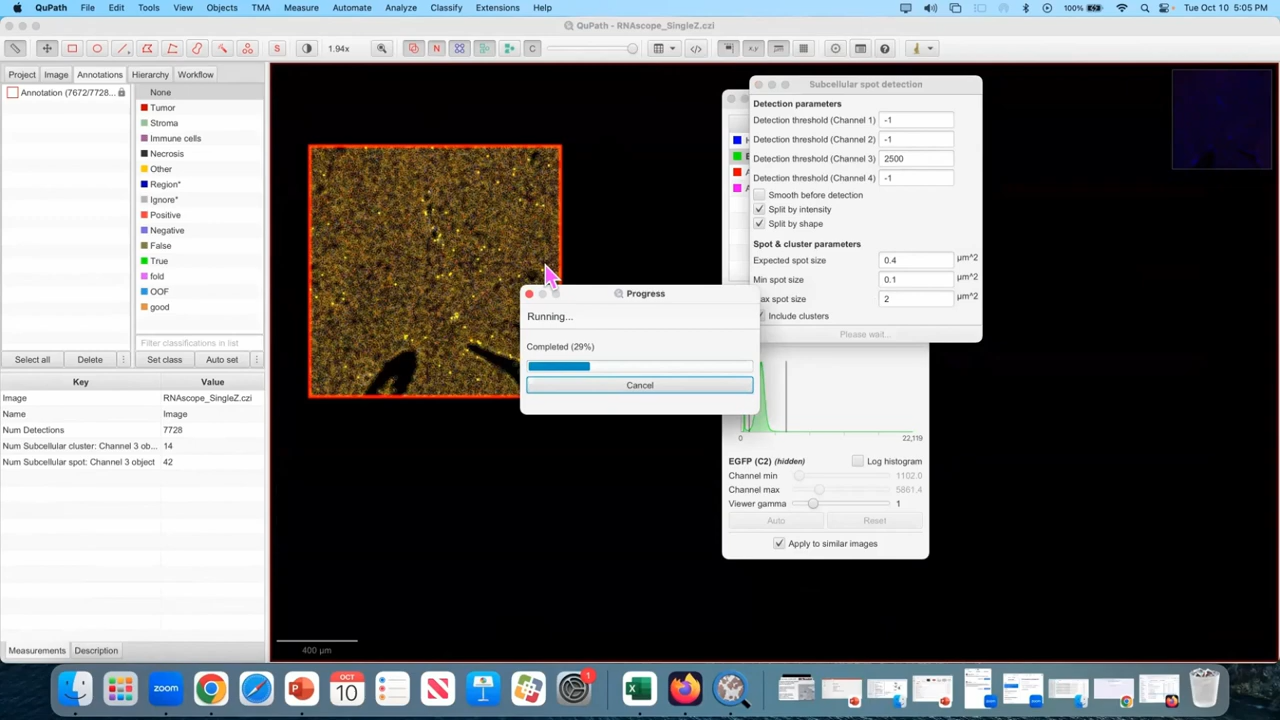 QuPath File Edit Tools View Objects TMA Measure Automate Analyze Classify Extensions Help 100% Tue Oct 10 5:05 PM
QuPath - RNAscope_SingleZ.czi
S 1.94x N C x,y
Project Image Annotations Hierarchy Workflow
Annotation (7672/7728...
None
Tumor
Stroma
Immune cells
Necrosis
Other
Region*
Ignore*
Positive
Negative
False
True
fold
OOF
good
Filter classifications in list
Select all Delete Set class Auto set
Key Value
Image RNAscope_SingleZ.czi
Name Image
Num Detections 7728
Num Subcellular cluster: Channel 3 ob... 14
Num Subcellular spot: Channel 3 object 42
Measurements Description
400 µm
Subcellular spot detection
Detection parameters
Detection threshold (Channel 1) -1
Detection threshold (Channel 2) -1
Detection threshold (Channel 3) 2500
Detection threshold (Channel 4) -1
Smooth before detection
Split by intensity
Split by shape
Spot & cluster parameters
Expected spot size 0.4 µm^2
Min spot size 0.1 µm^2
ax spot size 2 µm^2
Include clusters
Please wait...
Progress
Running...
Completed (29%)
Cancel
0 22,119
EGFP (C2) (hidden) Log histogram
Channel min 1102.0
Channel max 5861.4
Viewer gamma 1
Auto Reset
Apply to similar images
zoom OCT 10 1